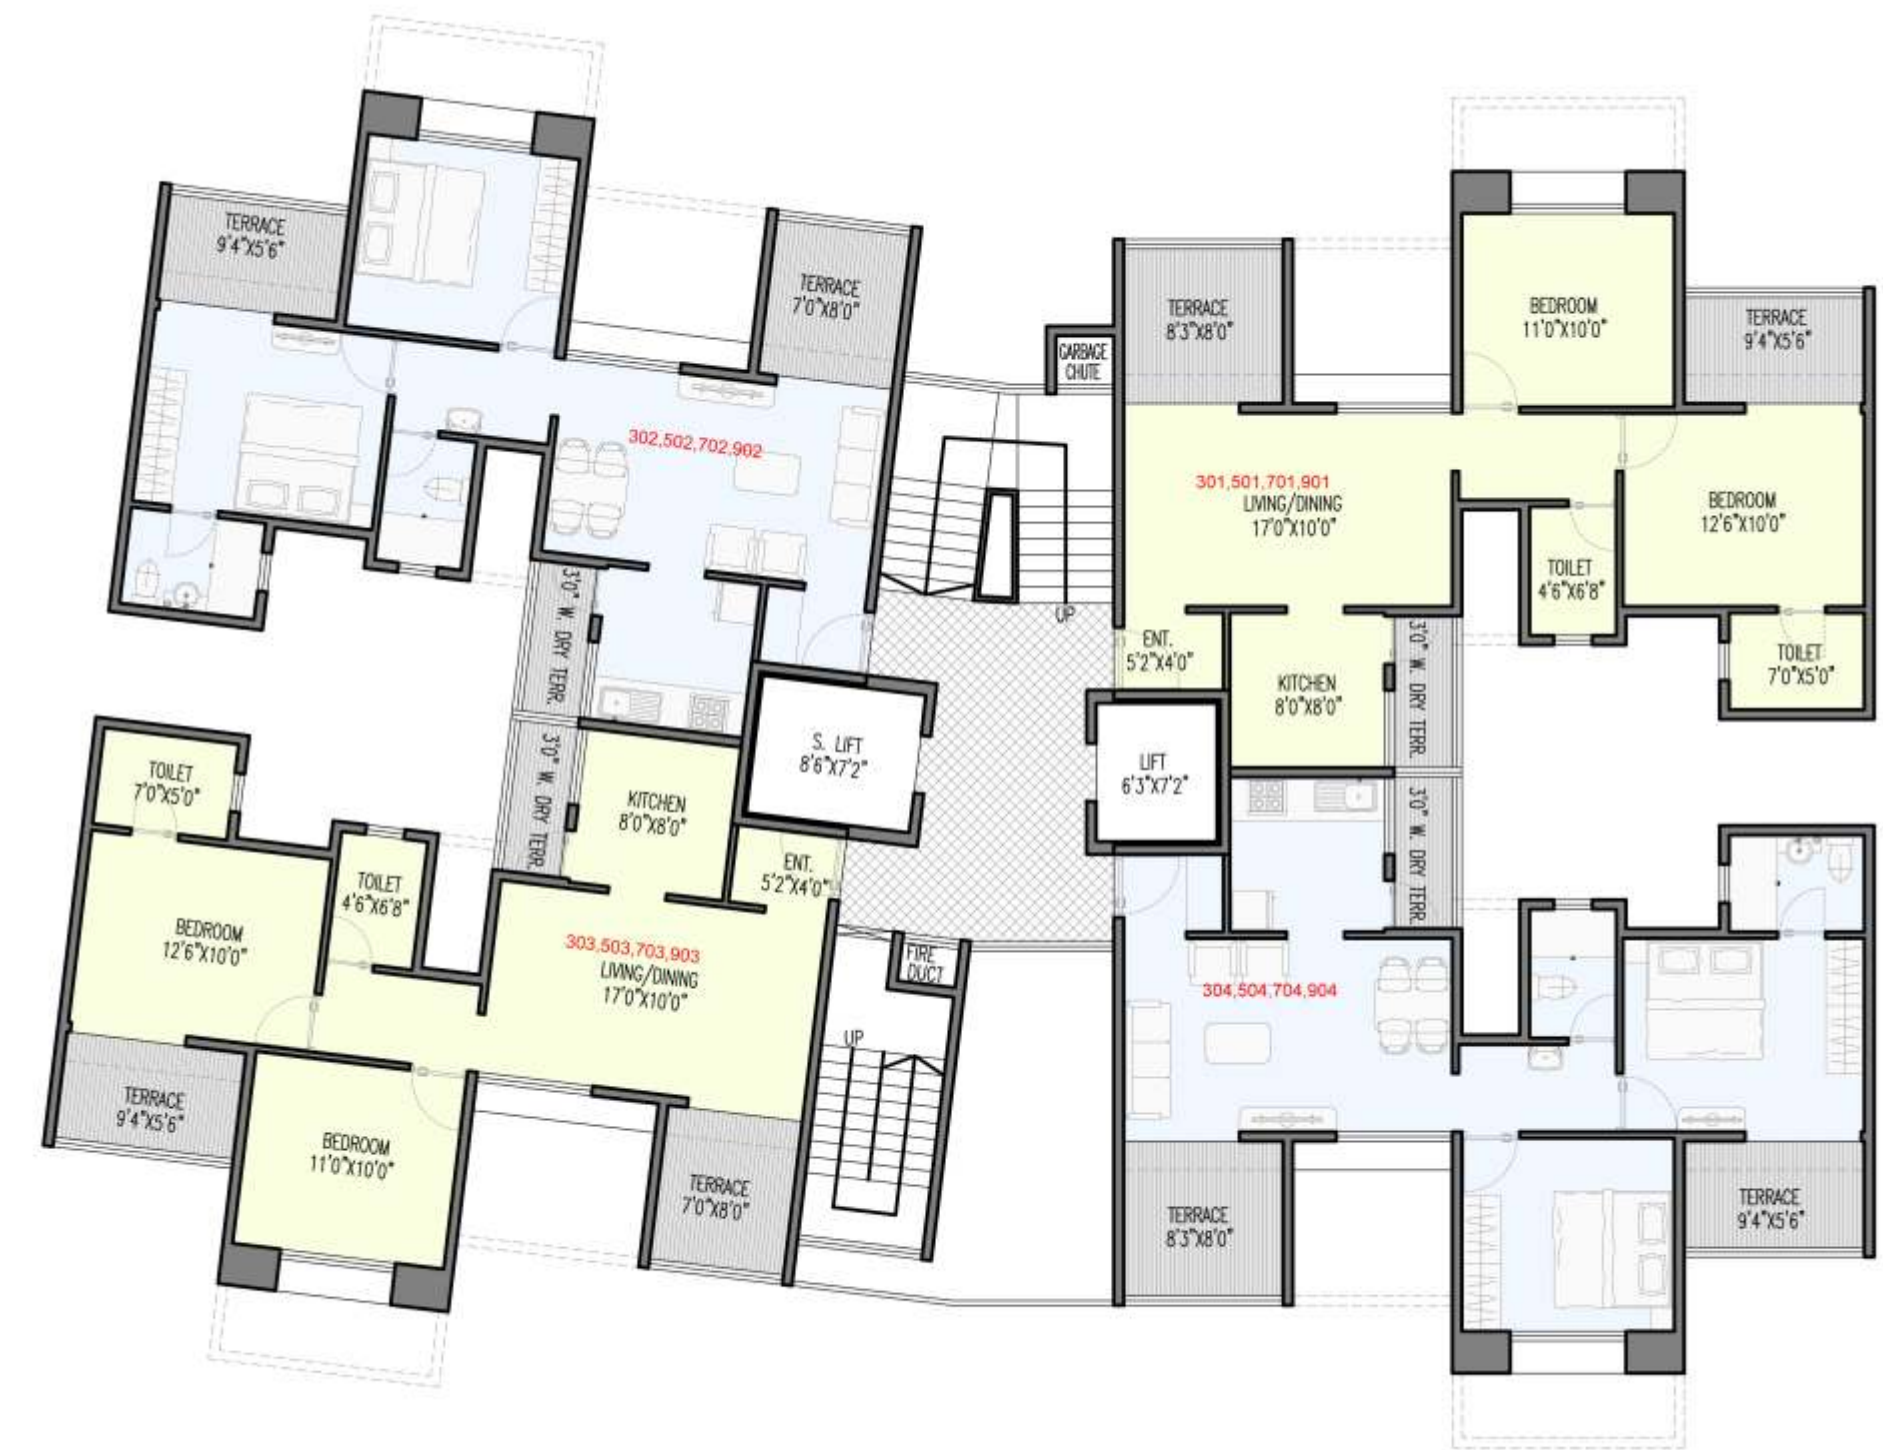 TERRACE
9'4"X5'6"
TERRACE
7'0"X8'0"
302,502,702,902
3'0" W. DRY TERR.
GARBAGE
CHUTE
UP
TERRACE
8'3"X8'0"
BEDROOM
11'0"X10'0"
TERRACE
9'4"X5'6"
301,501,701,901
LIVING/DINING
17'0"X10'0"
BEDROOM
12'6"X10'0"
TOILET
4'6"X6'8"
ENT.
5'2"X4'0"
KITCHEN
8'0"X8'0"
3'0" W. DRY TERR.
TOILET
7'0"X5'0"
S. LIFT
8'6"X7'2"
LIFT
6'3"X7'2"
TOILET
7'0"X5'0"
3'0" W. DRY TERR.
KITCHEN
8'0"X8'0"
ENT.
5'2"X4'0"
TOILET
4'6"X6'8"
BEDROOM
12'6"X10'0"
303,503,703,903
LIVING/DINING
17'0"X10'0"
FIRE
DUCT
UP
TERRACE
9'4"X5'6"
BEDROOM
11'0"X10'0"
TERRACE
7'0"X8'0"
3'0" W. DRY TERR.
304,504,704,904
TERRACE
8'3"X8'0"
TERRACE
9'4"X5'6"